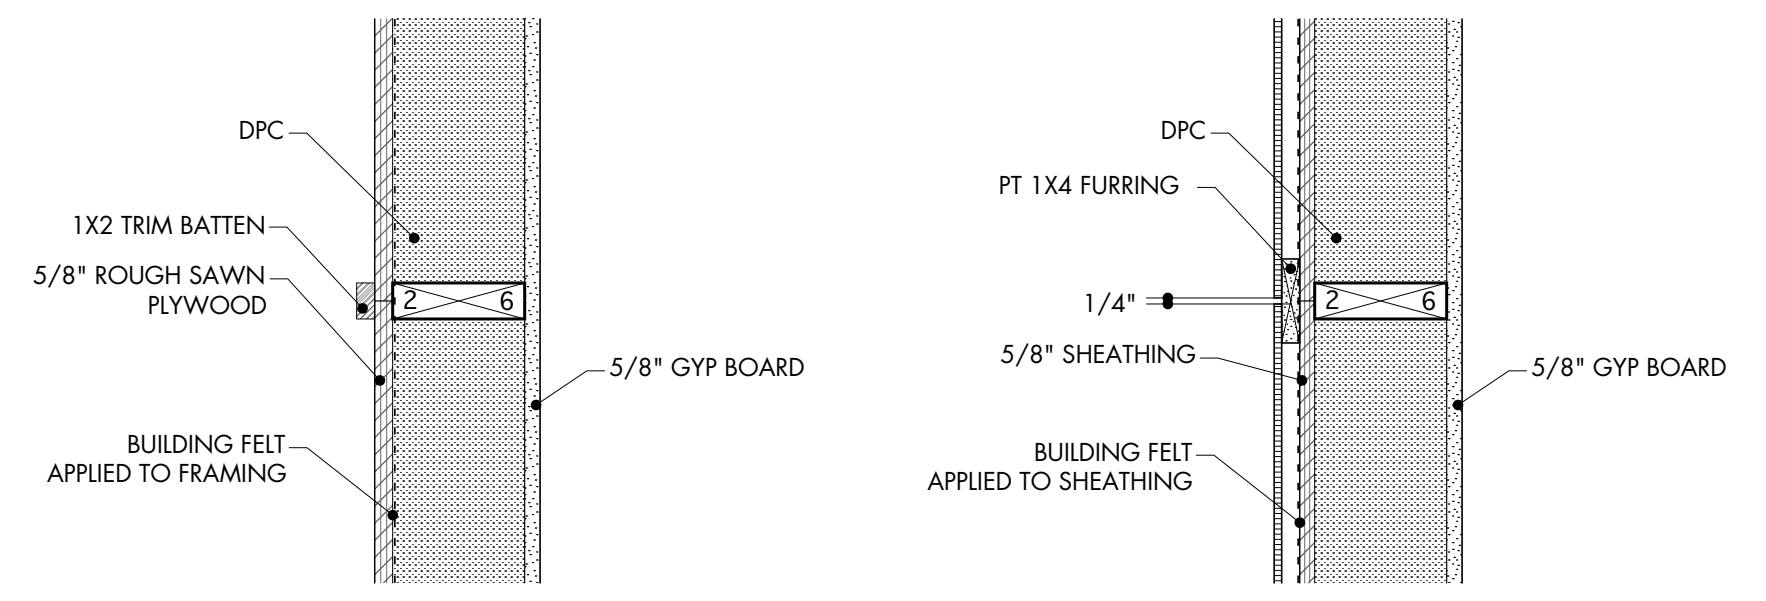 DPC
1X2 TRIM BATTEN
5/8" ROUGH SAWN
PLYWOOD
2 6
5/8" GYP BOARD
BUILDING FELT
APPLIED TO FRAMING
DPC
PT 1X4 FURRING
1/4"
2 6
5/8" SHEATHING
5/8" GYP BOARD
BUILDING FELT
APPLIED TO SHEATHING